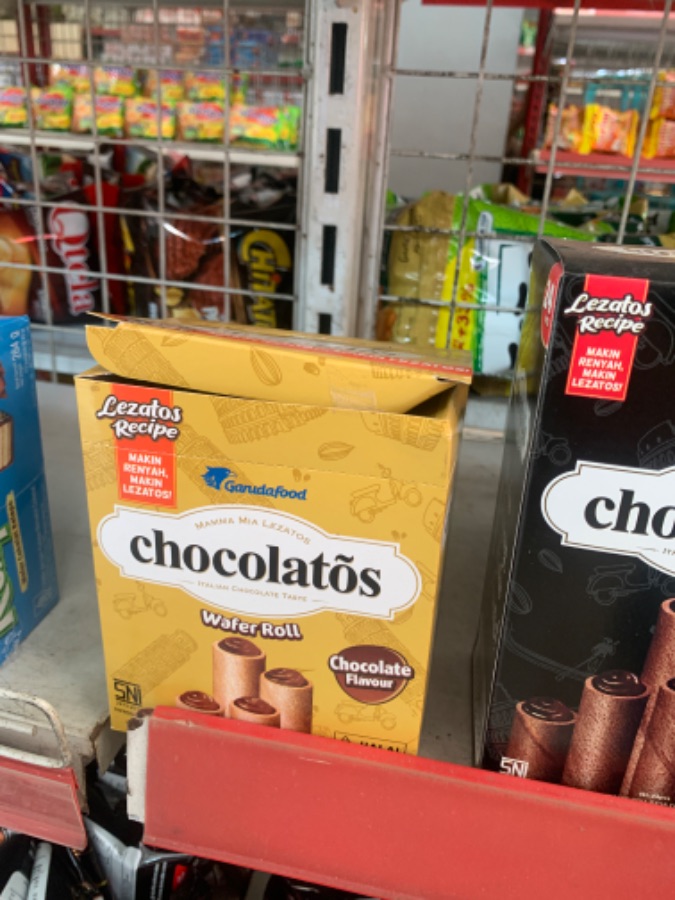 Lezatos
Recipe
MAKIN
RENYAH,
MAKIN
LEZATOS!
Garudafood
MAMMA MIA LEZATOS
chocolatõs
ITALIAN CHOCOLATE TASTE
Wafer Roll
Chocolate
Flavour
SNI
Lezatos
Recipe
MAKIN
RENYAH,
MAKIN
LEZATOS!
cho
SNI
284 g